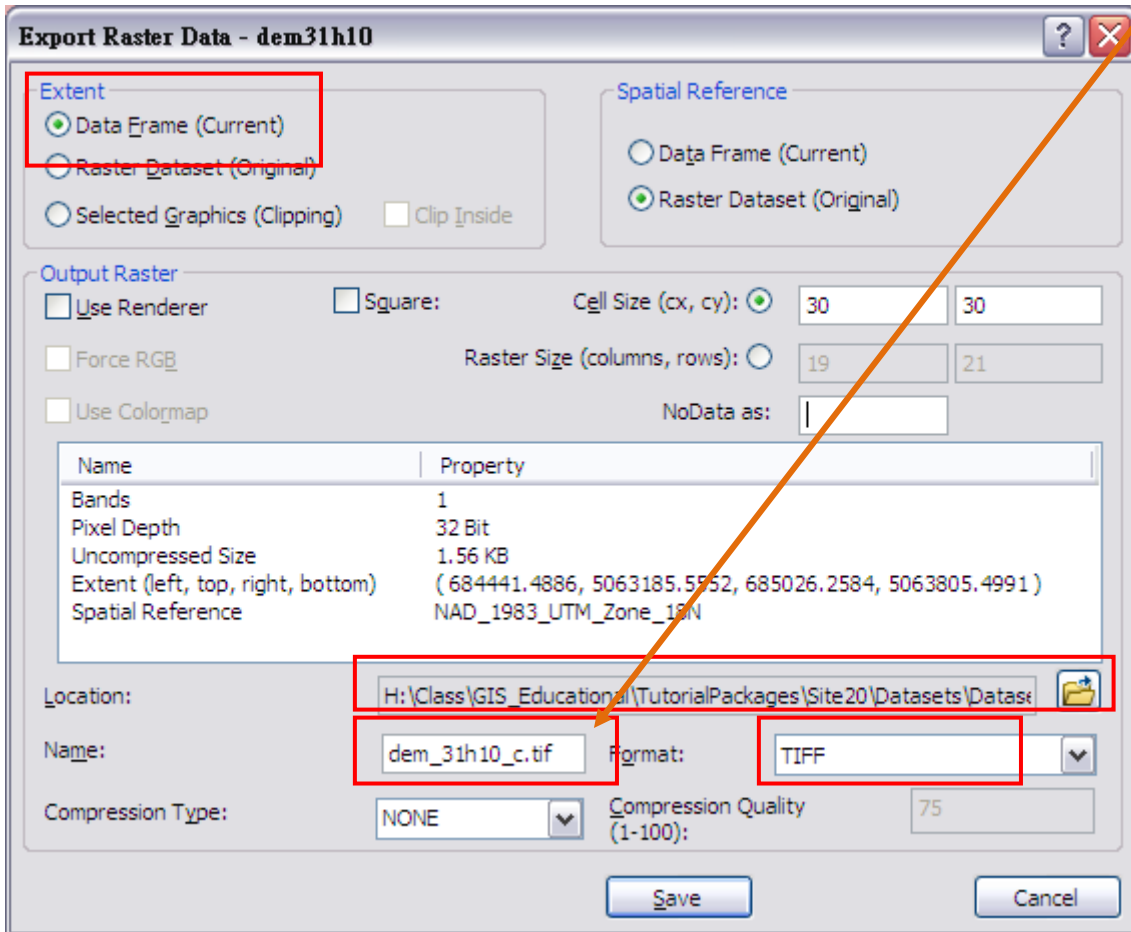 Export Raster Data - dem31h10
Extent
Data Frame (Current)
Raster Dataset (Original)
Selected Graphics (Clipping)
Clip Inside
Spatial Reference
Data Frame (Current)
Raster Dataset (Original)
Output Raster
Use Renderer
Square:
Cell Size (cx, cy):
30
30
Force RGB
Raster Size (columns, rows):
19
21
Use Colormap
NoData as:
Name Property
Bands 1
Pixel Depth 32 Bit
Uncompressed Size 1.56 KB
Extent (left, top, right, bottom) ( 684441.4886, 5063185.5552, 685026.2584, 5063805.4991 )
Spatial Reference NAD_1983_UTM_Zone_18N
Location: H:\Class\GIS_Educational\TutorialPackages\Site20\Datasets\Datase
Name: dem_31h10_c.tif Format: TIFF
Compression Type: NONE Compression Quality
(1-100): 75
Save Cancel